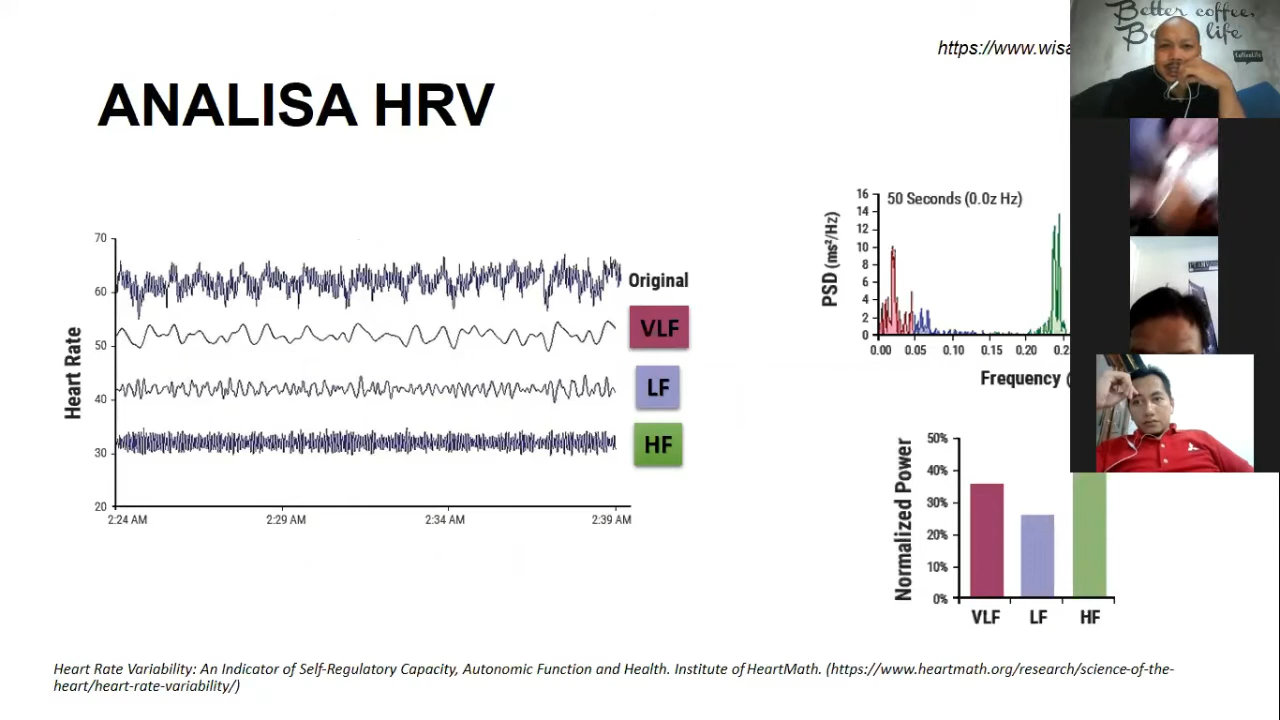 https://www.wisa
Better coffee,
life
ANALISA HRV
50 Seconds (0.0z Hz)
16
14
12
10
8
6
4
2
0
PSD (ms²/Hz)
0.00 0.05 0.10 0.15 0.20 0.2
Frequency (
70
60
50
40
30
20
Heart Rate
Original
VLF
LF
HF
2:24 AM 2:29 AM 2:34 AM 2:39 AM
50%
40%
30%
20%
10%
0%
Normalized Power
VLF LF HF
Heart Rate Variability: An Indicator of Self-Regulatory Capacity, Autonomic Function and Health. Institute of HeartMath. (https://www.heartmath.org/research/science-of-the-
heart/heart-rate-variability/)